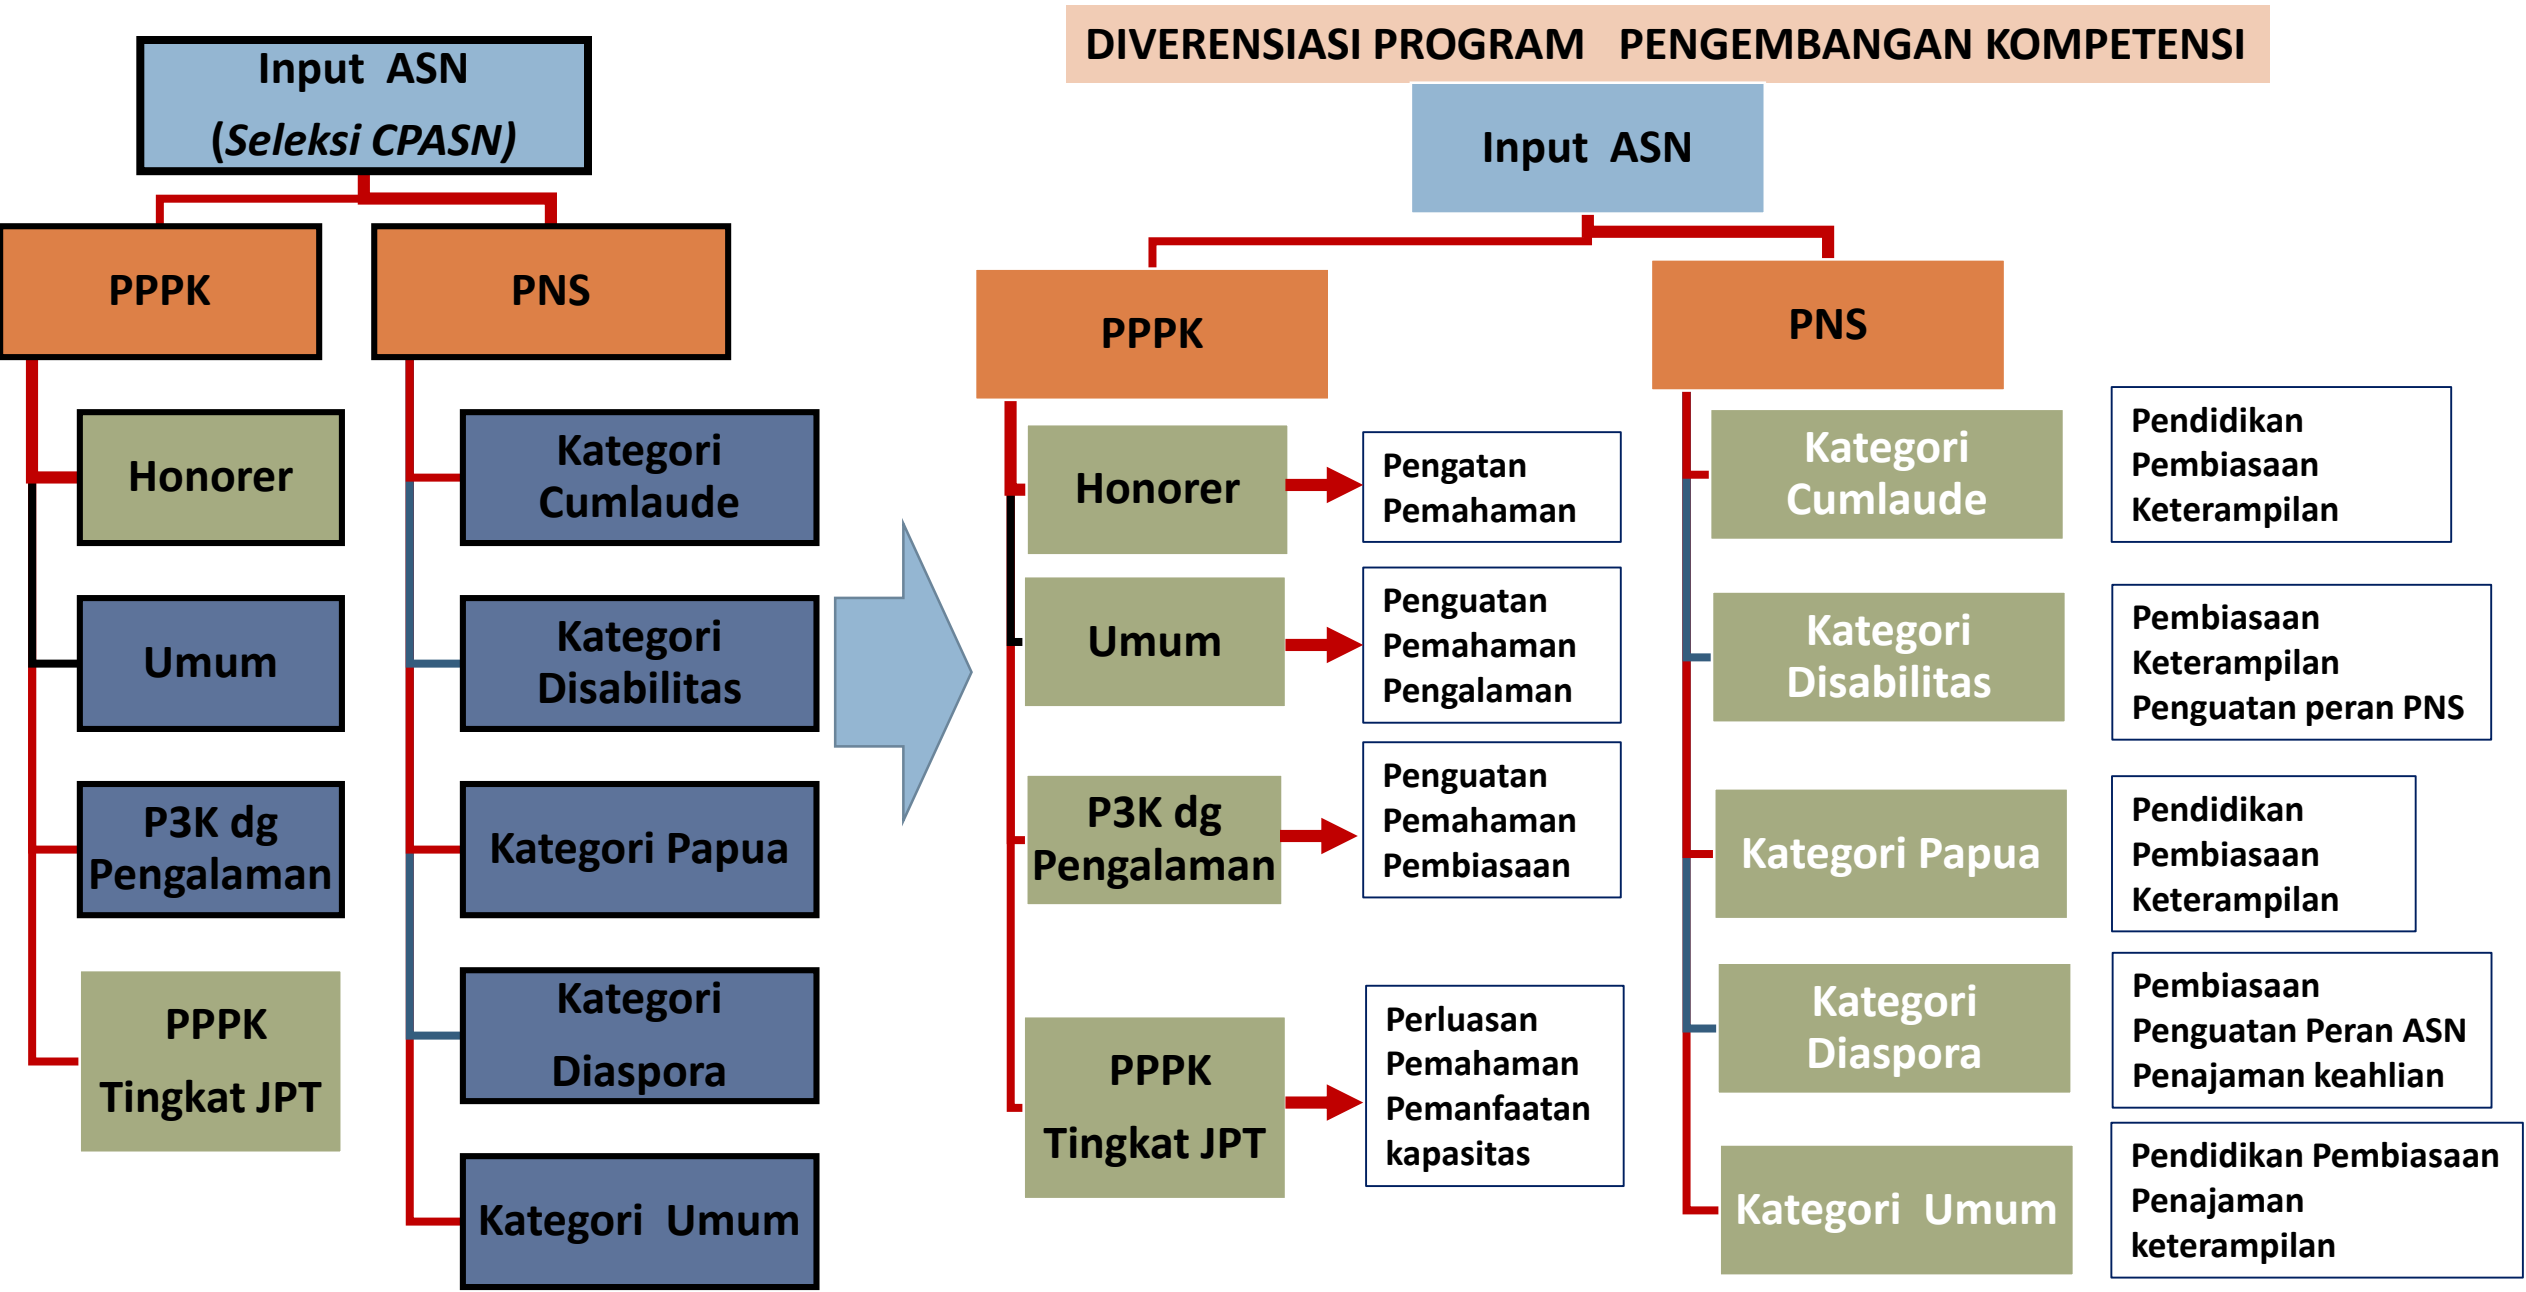 Input ASN
(Seleksi CPASN)
PPPK
PNS
Honorer
Umum
P3K dg
Pengalaman
PPPK
Tingkat JPT
Kategori
Cumlaude
Kategori
Disabilitas
Kategori Papua
Kategori
Diaspora
Kategori Umum
DIVERENSIASI PROGRAM PENGEMBANGAN KOMPETENSI
Input ASN
PPPK
PNS
Honorer
Pengatan
Pemahaman
Umum
Penguatan
Pemahaman
Pengalaman
P3K dg
Pengalaman
Penguatan
Pemahaman
Pembiasaan
PPPK
Tingkat JPT
Perluasan
Pemahaman
Pemanfaatan
kapasitas
Kategori
Cumlaude
Pendidikan
Pembiasaan
Keterampilan
Kategori
Disabilitas
Pembiasaan
Keterampilan
Penguatan peran PNS
Kategori Papua
Pendidikan
Pembiasaan
Keterampilan
Kategori
Diaspora
Pembiasaan
Penguatan Peran ASN
Penajaman keahlian
Kategori Umum
Pendidikan Pembiasaan
Penajaman
keterampilan